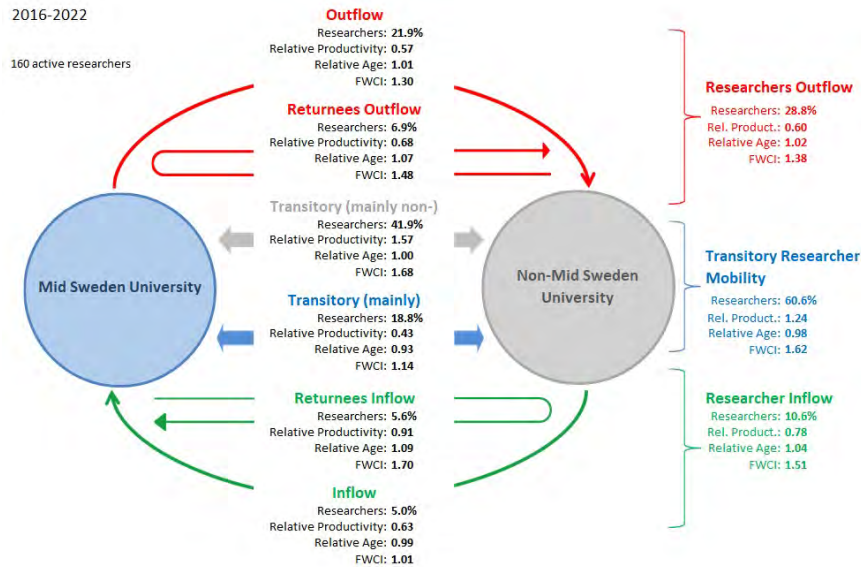 2016-2022
160 active researchers
Outflow
Researchers: 21.9%
Relative Productivity: 0.57
Relative Age: 1.01
FWCI: 1.30
Returnees Outflow
Researchers: 6.9%
Relative Productivity: 0.68
Relative Age: 1.07
FWCI: 1.48
Transitory (mainly non-)
Researchers: 41.9%
Relative Productivity: 1.57
Relative Age: 1.00
FWCI: 1.68
Mid Sweden University
Non-Mid Sweden
University
Transitory (mainly)
Researchers: 18.8%
Relative Productivity: 0.43
Relative Age: 0.93
FWCI: 1.14
Returnees Inflow
Researchers: 5.6%
Relative Productivity: 0.91
Relative Age: 1.09
FWCI: 1.70
Inflow
Researchers: 5.0%
Relative Productivity: 0.63
Relative Age: 0.99
FWCI: 1.01
Researchers Outflow
Researchers: 28.8%
Rel. Product.: 0.60
Relative Age: 1.02
FWCI: 1.38
Transitory Researcher
Mobility
Researchers: 60.6%
Rel. Product.: 1.24
Relative Age: 0.98
FWCI: 1.62
Researcher Inflow
Researchers: 10.6%
Rel. Product.: 0.78
Relative Age: 1.04
FWCI: 1.51